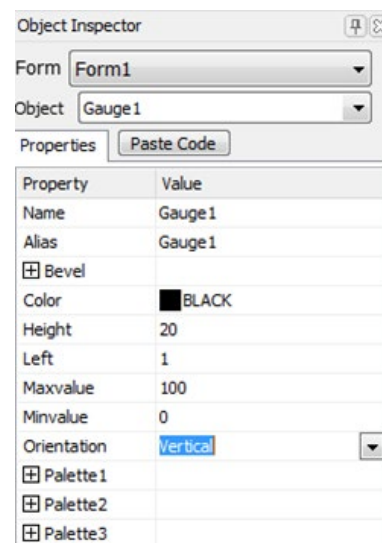 Object Inspector
Form Form1
Object Gauge1
Properties Paste Code
Property Value
Name Gauge1
Alias Gauge1
Bevel
Color BLACK
Height 20
Left 1
Maxvalue 100
Minvalue 0
Orientation Vertical
Palette1
Palette2
Palette3